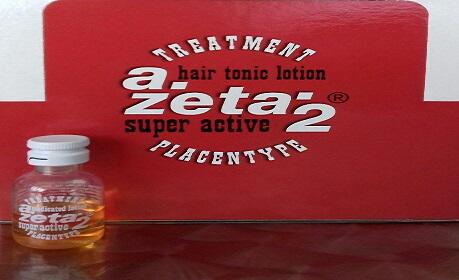 TREATMENT
hair tonic lotion
a.zeta.2®
super active
PLACENTYPE
TREATMENT
medicated lotion
a.zeta.2
super active
PLACENTYPE